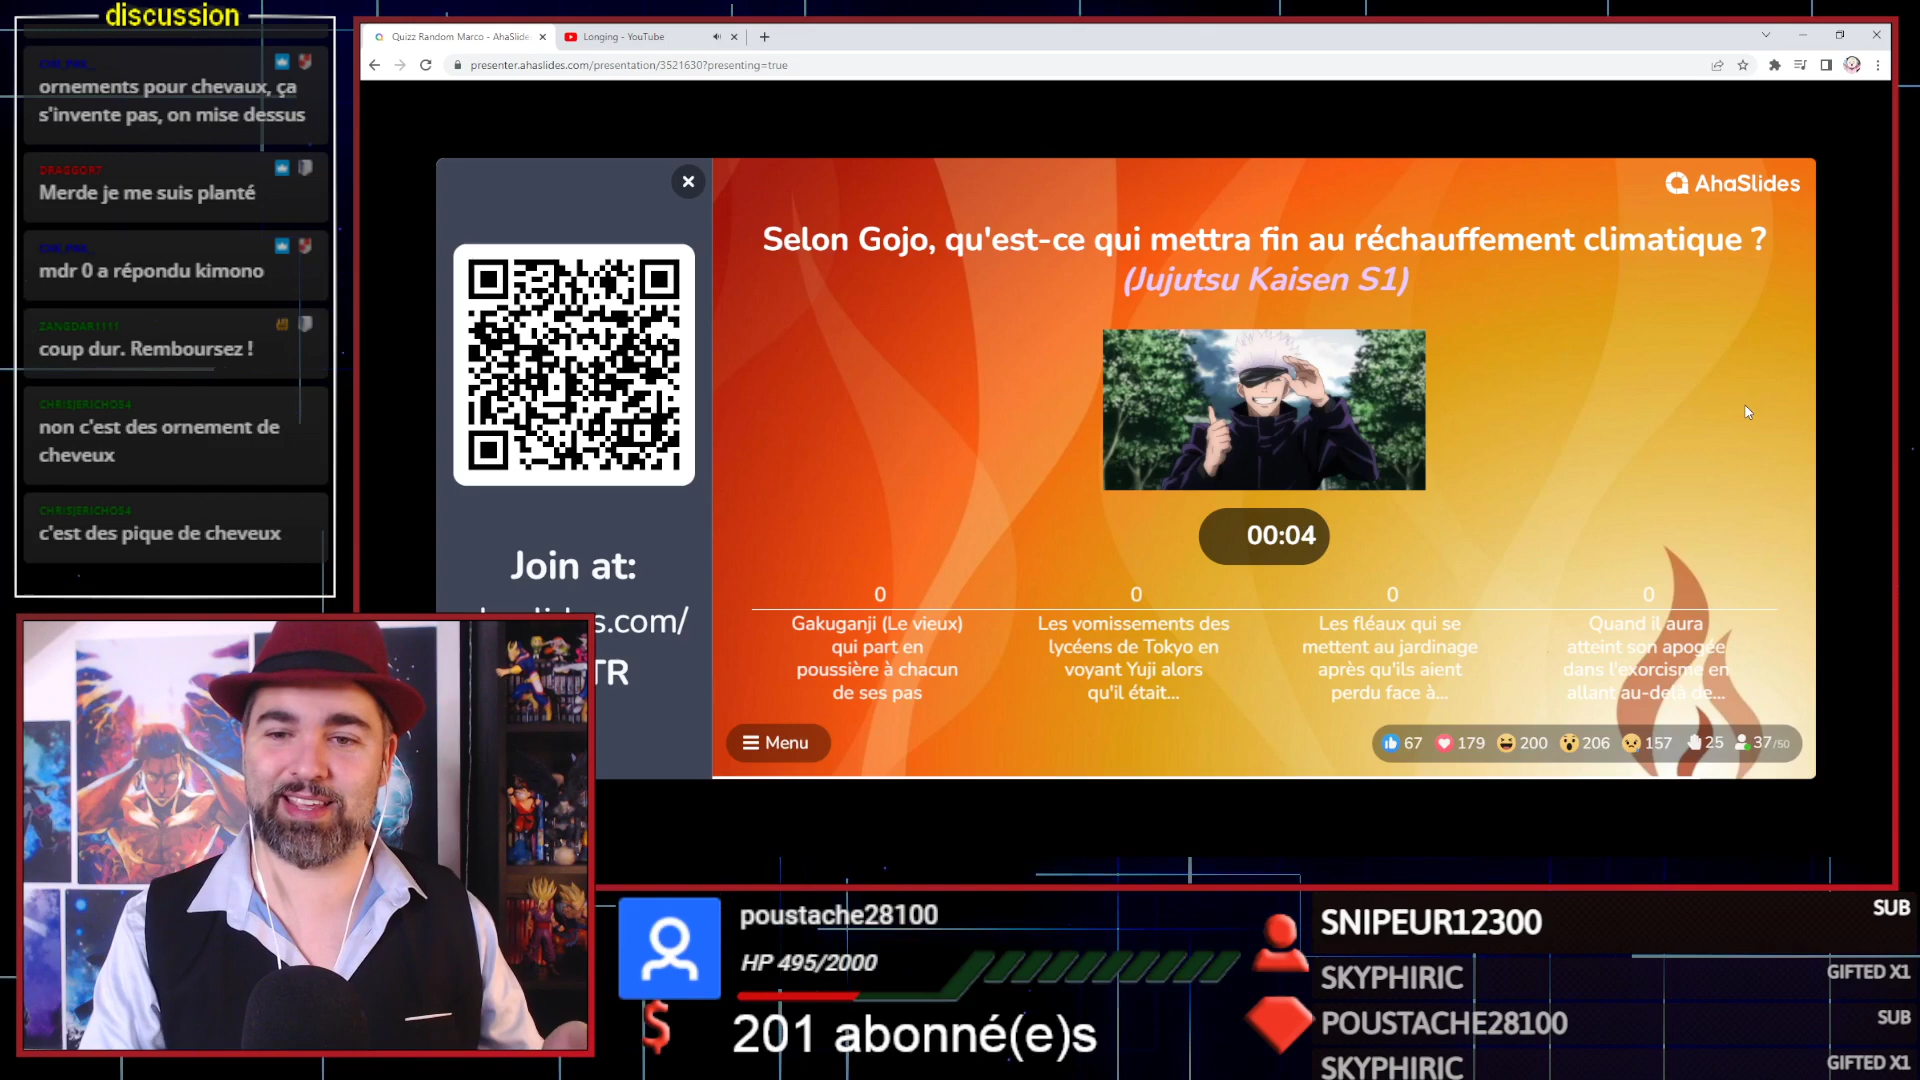 discussion
ornements pour chevaux, ça
s'invente pas, on mise dessus
DRAGGOR7
Merde je me suis planté
mdr 0 a répondu kimono
ZANGDAR1111
coup dur. Remboursez !
CHRISJERICHO54
non c'est des ornement de
cheveux
CHRISJERICHO54
c'est des pique de cheveux
Quizz Random Marco - AhaSlide
Longing - YouTube
presenter.ahaslides.com/presentation/3521630?presenting=true
AhaSlides
Selon Gojo, qu'est-ce qui mettra fin au réchauffement climatique ?
(Jujutsu Kaisen S1)
00:04
Join at:
s.com/
TR
0
Gakuganji (Le vieux)
qui part en
poussière à chacun
de ses pas
0
Les vomissements des
lycéens de Tokyo en
voyant Yuji alors
qu'il était...
0
Les fléaux qui se
mettent au jardinage
après qu'ils aient
perdu face à...
0
Quand il aura
atteint son apogée
dans l'exorcisme en
allant au-delà de...
Menu
67 179 200 206 157 25 37/50
poustache28100
HP 495/2000
201 abonné(e)s
SNIPEUR12300 SUB
SKYPHIRIC GIFTED X1
POUSTACHE28100 SUB
SKYPHIRIC GIFTED X1